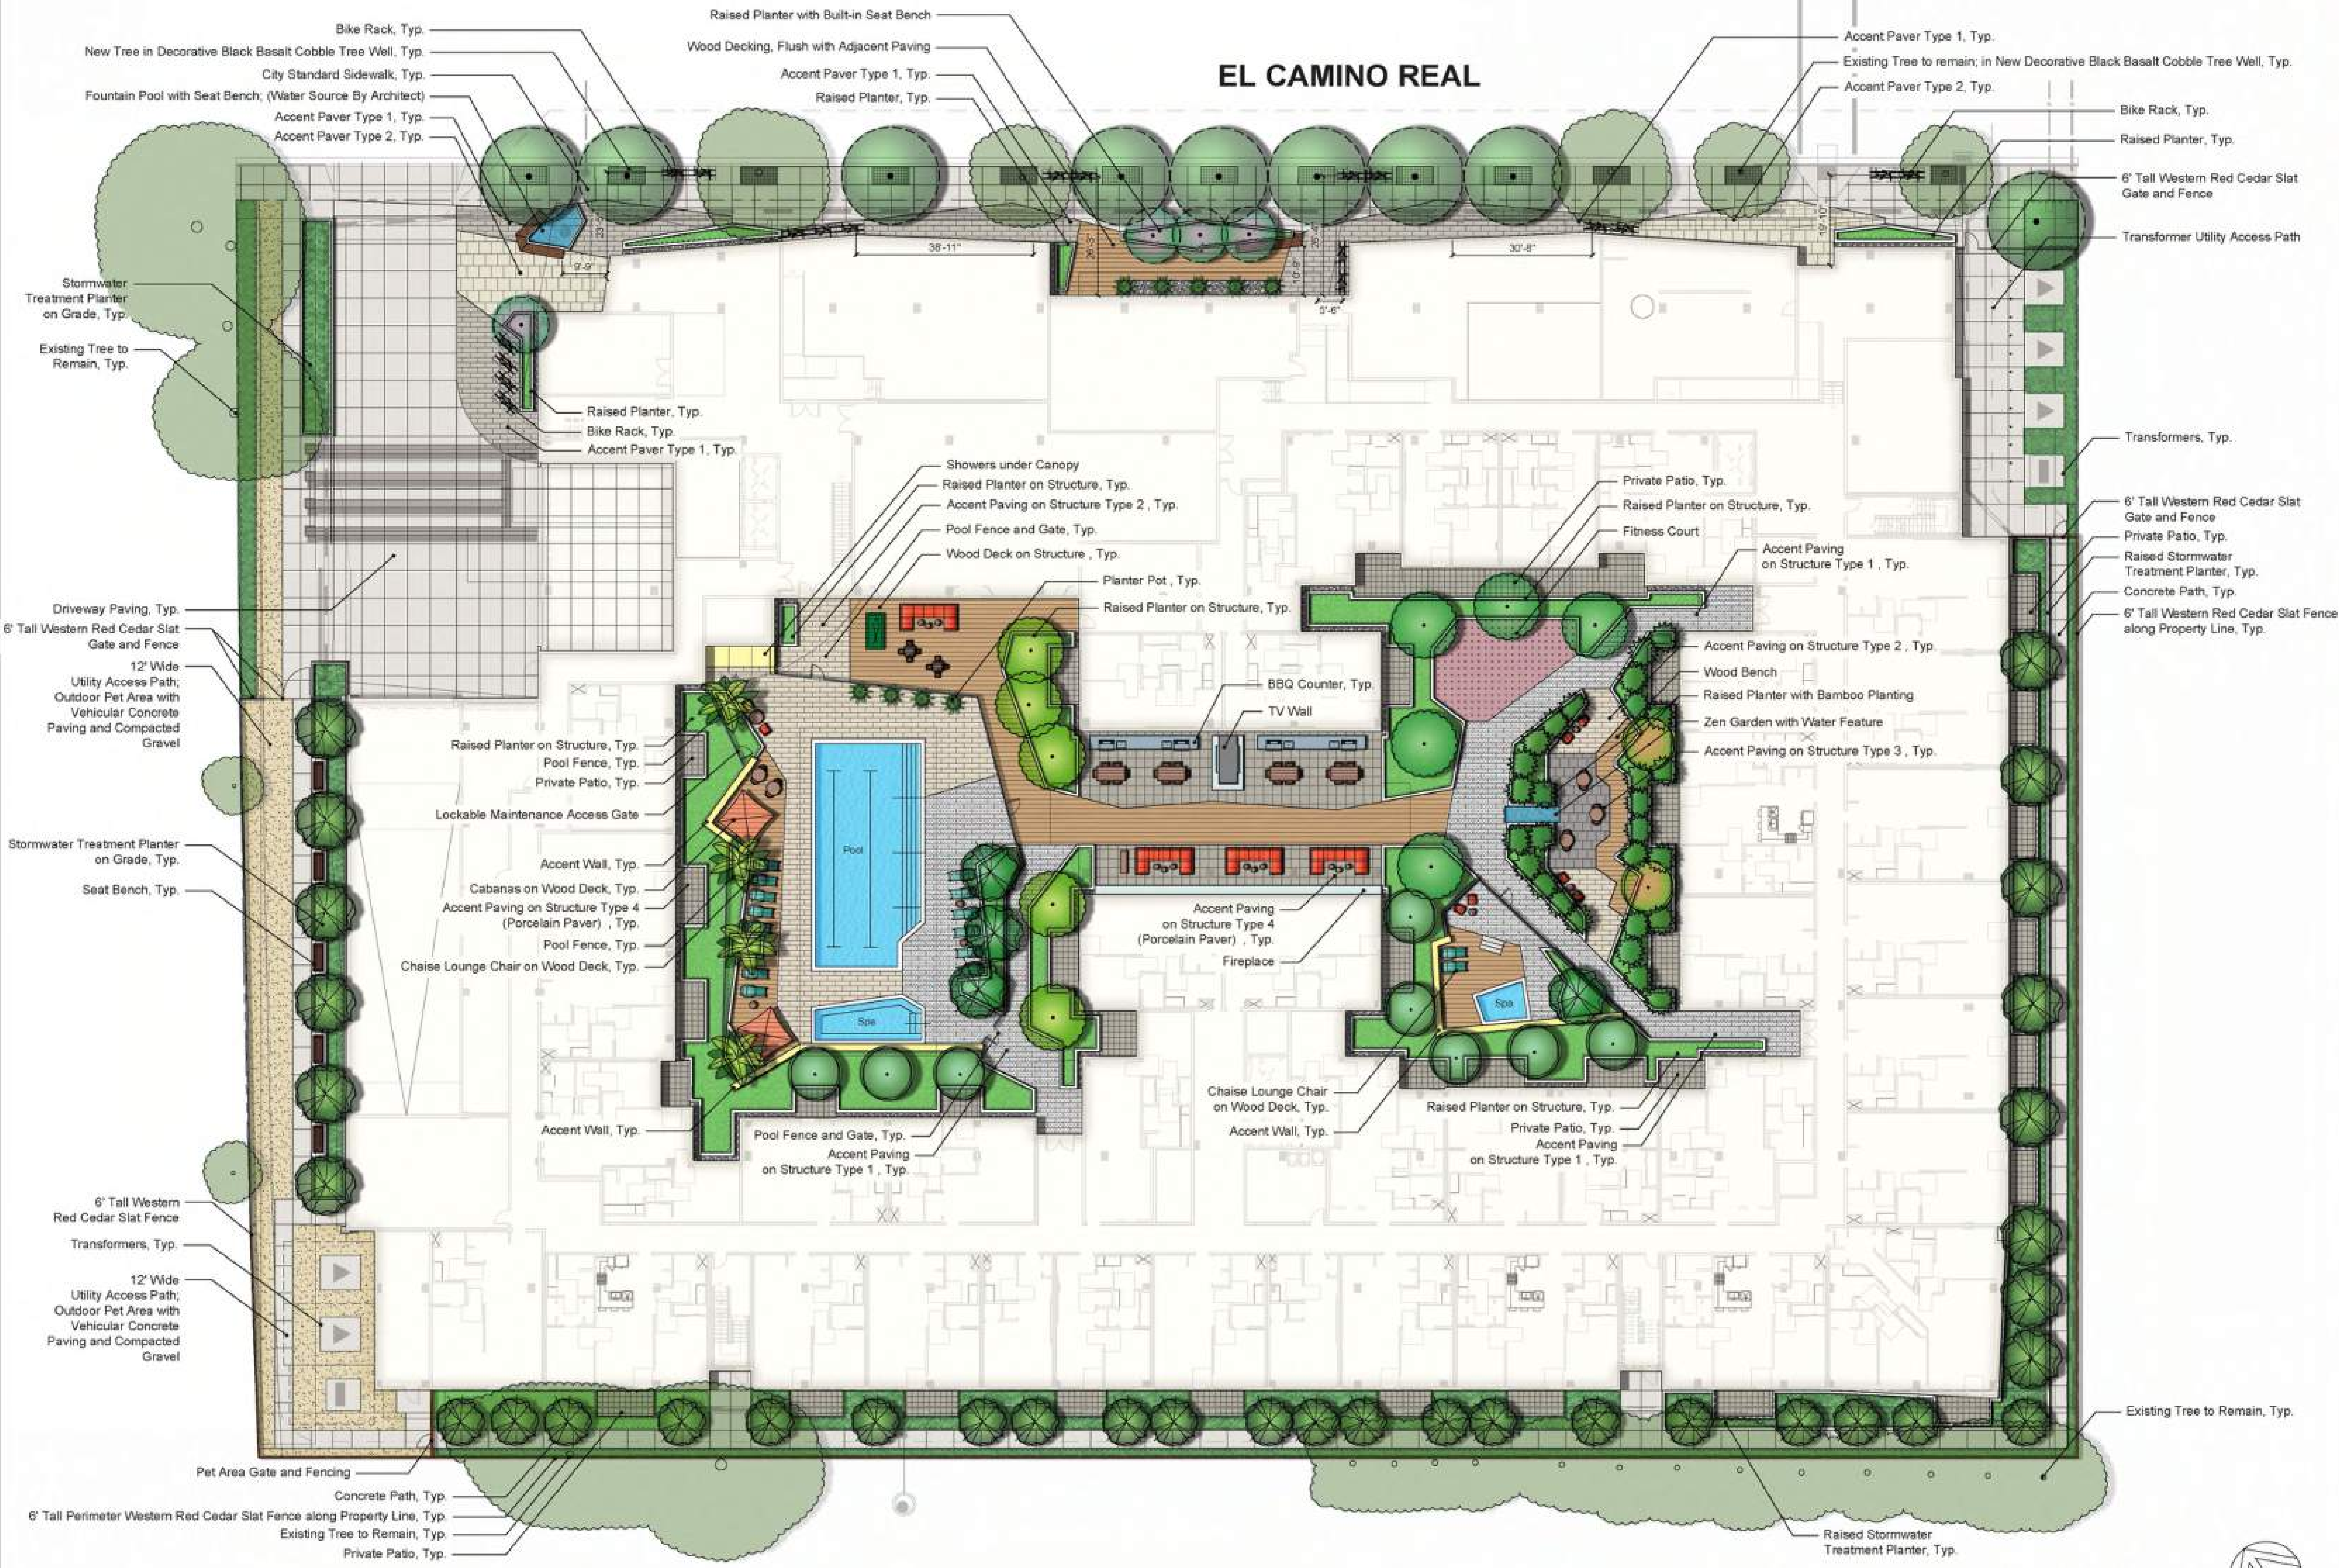 EL CAMINO REAL
Bike Rack, Typ.
New Tree in Decorative Black Basalt Cobble Tree Well, Typ.
City Standard Sidewalk, Typ.
Fountain Pool with Seat Bench; (Water Source By Architect)
Accent Paver Type 1, Typ.
Accent Paver Type 2, Typ.
Raised Planter with Built-in Seat Bench
Wood Decking, Flush with Adjacent Paving
Accent Paver Type 1, Typ.
Raised Planter, Typ.
Accent Paver Type 1, Typ.
Existing Tree to remain; in New Decorative Black Basalt Cobble Tree Well, Typ.
Accent Paver Type 2, Typ.
Bike Rack, Typ.
Raised Planter, Typ.
6' Tall Western Red Cedar Slat
Gate and Fence
Transformer Utility Access Path
9'-9"
38'-11"
26'-3"
10'-9"
5'-6"
30'-8"
19'-10"
Stormwater
Treatment Planter
on Grade, Typ.
Existing Tree to
Remain, Typ.
Raised Planter, Typ.
Bike Rack, Typ.
Accent Paver Type 1, Typ.
Showers under Canopy
Raised Planter on Structure, Typ.
Accent Paving on Structure Type 2 , Typ.
Pool Fence and Gate, Typ.
Wood Deck on Structure , Typ.
Planter Pot , Typ.
Raised Planter on Structure, Typ.
Private Patio, Typ.
Raised Planter on Structure, Typ.
Fitness Court
Accent Paving
on Structure Type 1 , Typ.
Transformers, Typ.
6' Tall Western Red Cedar Slat
Gate and Fence
Private Patio, Typ.
Raised Stormwater
Treatment Planter, Typ.
Concrete Path, Typ.
6' Tall Western Red Cedar Slat Fence
along Property Line, Typ.
Driveway Paving, Typ.
6' Tall Western Red Cedar Slat
Gate and Fence
12' Wide
Utility Access Path;
Outdoor Pet Area with
Vehicular Concrete
Paving and Compacted
Gravel
Accent Paving on Structure Type 2 , Typ.
Wood Bench
Raised Planter with Bamboo Planting
Zen Garden with Water Feature
Accent Paving on Structure Type 3 , Typ.
BBQ Counter, Typ.
TV Wall
Raised Planter on Structure, Typ.
Pool Fence, Typ.
Private Patio, Typ.
Lockable Maintenance Access Gate
Accent Wall, Typ.
Cabanas on Wood Deck, Typ.
Accent Paving on Structure Type 4
(Porcelain Paver) , Typ.
Pool Fence, Typ.
Chaise Lounge Chair on Wood Deck, Typ.
Pool
Spa
Stormwater Treatment Planter
on Grade, Typ.
Seat Bench, Typ.
Accent Paving
on Structure Type 4
(Porcelain Paver) , Typ.
Fireplace
Spa
Chaise Lounge Chair
on Wood Deck, Typ.
Accent Wall, Typ.
Raised Planter on Structure, Typ.
Private Patio, Typ.
Accent Paving
on Structure Type 1 , Typ.
Accent Wall, Typ.
Pool Fence and Gate, Typ.
Accent Paving
on Structure Type 1 , Typ.
6' Tall Western
Red Cedar Slat Fence
Transformers, Typ.
12' Wide
Utility Access Path;
Outdoor Pet Area with
Vehicular Concrete
Paving and Compacted
Gravel
Existing Tree to Remain, Typ.
Pet Area Gate and Fencing
Concrete Path, Typ.
6' Tall Perimeter Western Red Cedar Slat Fence along Property Line, Typ.
Existing Tree to Remain, Typ.
Private Patio, Typ.
Raised Stormwater
Treatment Planter, Typ.